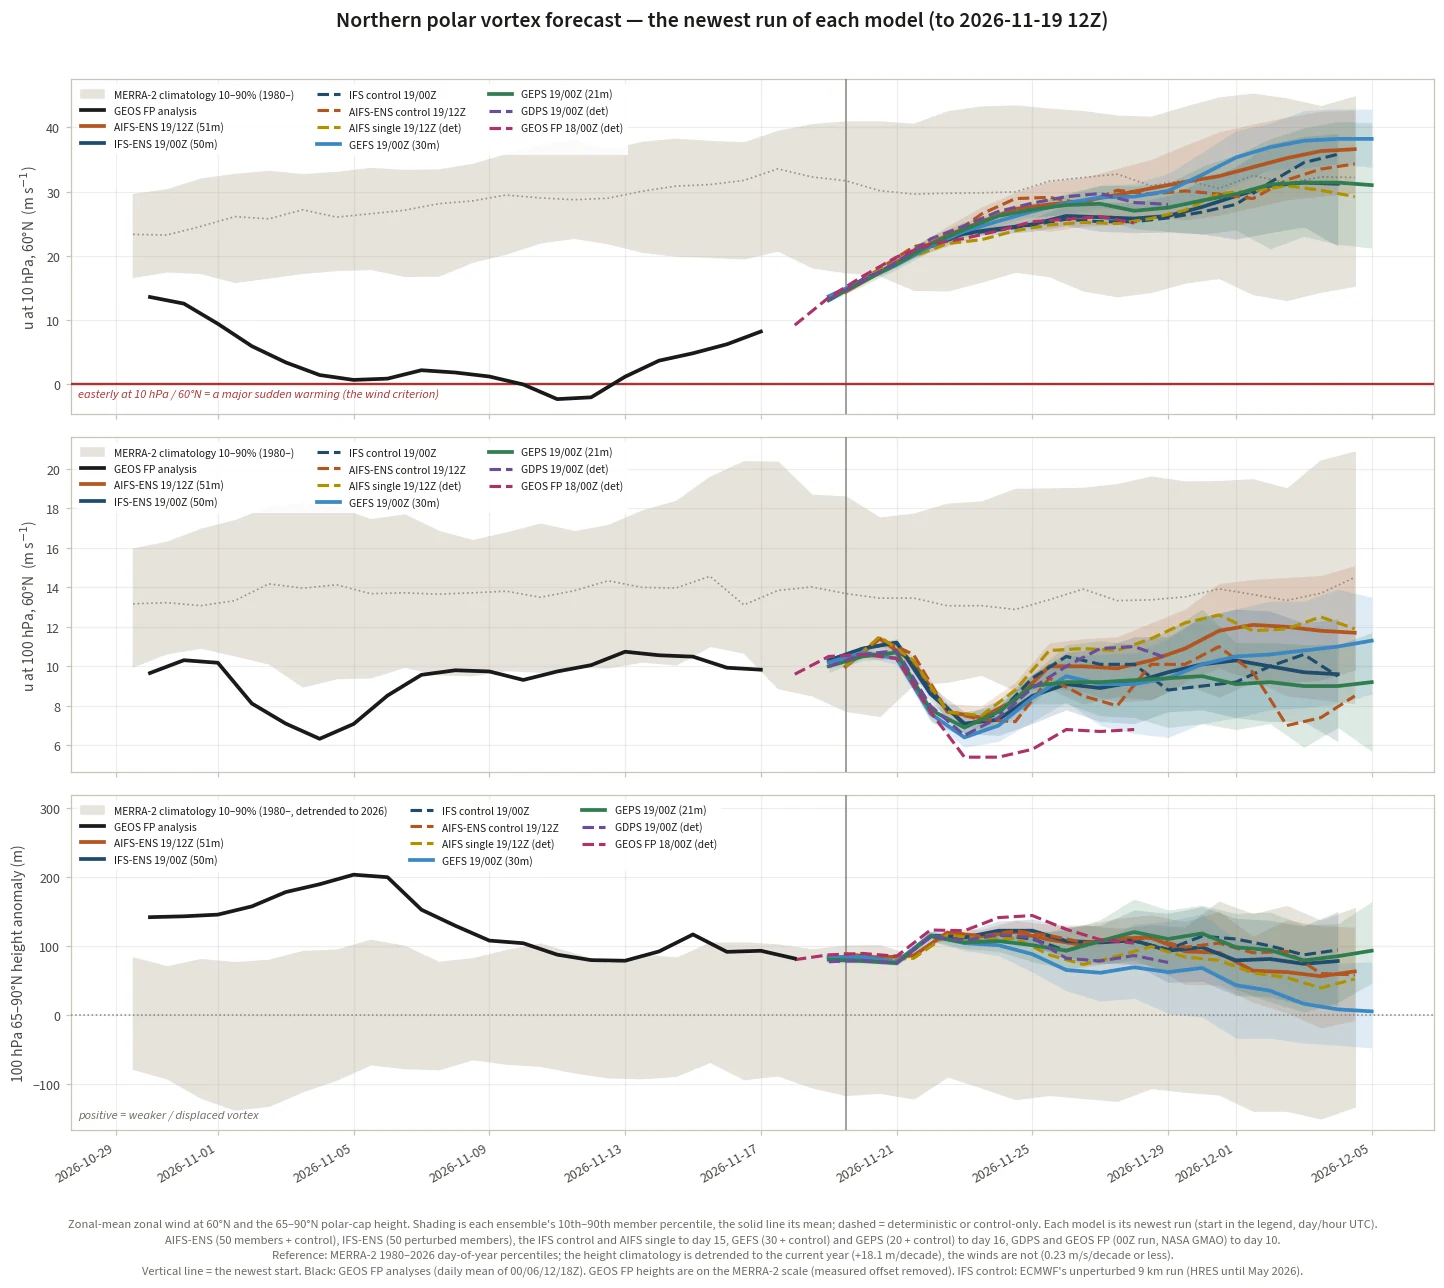 Northern polar vortex forecast — the newest run of each model (to 2026-11-19 12Z)
MERRA-2 climatology 10–90% (1980–)
GEOS FP analysis
AIFS-ENS 19/12Z (51m)
IFS-ENS 19/00Z (50m)
IFS control 19/00Z
AIFS-ENS control 19/12Z
AIFS single 19/12Z (det)
GEFS 19/00Z (30m)
GEPS 19/00Z (21m)
GDPS 19/00Z (det)
GEOS FP 18/00Z (det)
u at 10 hPa, 60°N (m s⁻¹)
40
30
20
10
0
easterly at 10 hPa / 60°N = a major sudden warming (the wind criterion)
MERRA-2 climatology 10–90% (1980–)
GEOS FP analysis
AIFS-ENS 19/12Z (51m)
IFS-ENS 19/00Z (50m)
IFS control 19/00Z
AIFS-ENS control 19/12Z
AIFS single 19/12Z (det)
GEFS 19/00Z (30m)
GEPS 19/00Z (21m)
GDPS 19/00Z (det)
GEOS FP 18/00Z (det)
u at 100 hPa, 60°N (m s⁻¹)
20
18
16
14
12
10
8
6
MERRA-2 climatology 10–90% (1980–, detrended to 2026)
GEOS FP analysis
AIFS-ENS 19/12Z (51m)
IFS-ENS 19/00Z (50m)
IFS control 19/00Z
AIFS-ENS control 19/12Z
AIFS single 19/12Z (det)
GEFS 19/00Z (30m)
GEPS 19/00Z (21m)
GDPS 19/00Z (det)
GEOS FP 18/00Z (det)
100 hPa 65–90°N height anomaly (m)
300
200
100
0
−100
positive = weaker / displaced vortex
2026-10-29
2026-11-01
2026-11-05
2026-11-09
2026-11-13
2026-11-17
2026-11-21
2026-11-25
2026-11-29
2026-12-01
2026-12-05
Zonal-mean zonal wind at 60°N and the 65–90°N polar-cap height. Shading is each ensemble's 10th–90th member percentile, the solid line its mean; dashed = deterministic or control-only. Each model is its newest run (start in the legend, day/hour UTC).
AIFS-ENS (50 members + control), IFS-ENS (50 perturbed members), the IFS control and AIFS single to day 15, GEFS (30 + control) and GEPS (20 + control) to day 16, GDPS and GEOS FP (00Z run, NASA GMAO) to day 10.
Reference: MERRA-2 1980–2026 day-of-year percentiles; the height climatology is detrended to the current year (+18.1 m/decade), the winds are not (0.23 m/s/decade or less).
Vertical line = the newest start. Black: GEOS FP analyses (daily mean of 00/06/12/18Z). GEOS FP heights are on the MERRA-2 scale (measured offset removed). IFS control: ECMWF's unperturbed 9 km run (HRES until May 2026).